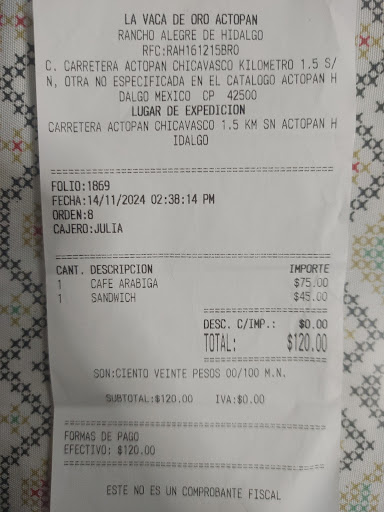 LA VACA DE ORO ACTOPAN
RANCHO ALEGRE DE HIDALGO
RFC:RAH161215BR0
C. CARRETERA ACTOPAN CHICAVASCO KILOMETRO 1.5 S/
N, OTRA NO ESPECIFICADA EN EL CATALOGO ACTOPAN H
DALGO MEXICO CP 42500
LUGAR DE EXPEDICION
CARRETERA ACTOPAN CHICAVASCO 1.5 KM SN ACTOPAN H
IDALGO
FOLIO:1869
FECHA:14/11/2024 02:38:14 PM
ORDEN:8
CAJERO:JULIA
CANT. DESCRIPCION IMPORTE
1 CAFE ARABIGA $75.00
1 SANDWICH $45.00
DESC. C/IMP.: $0.00
TOTAL: $120.00
SON:CIENTO VEINTE PESOS 00/100 M.N.
SUBTOTAL:$120.00 IVA:$0.00
FORMAS DE PAGO
EFECTIVO: $120.00
ESTE NO ES UN COMPROBANTE FISCAL